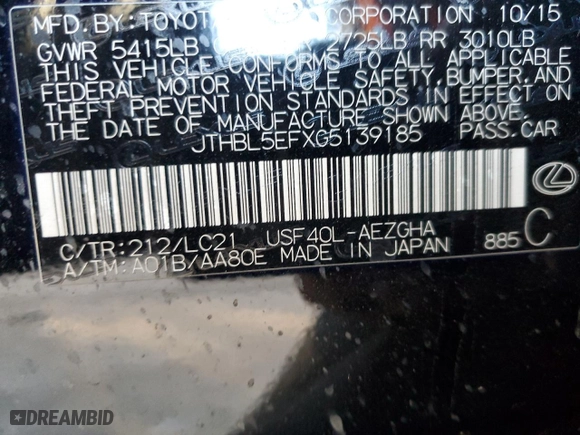 MFD. BY: TOYOT CORPORATION 10/15
GVWR 5415LB 2725LB RR 3010LB
THIS VEHICLE CONFORMS TO ALL APPLICABLE
FEDERAL MOTOR VEHICLE SAFETY, BUMPER, AND
THEFT PREVENTION STANDARDS IN EFFECT ON
THE DATE OF MANUFACTURE SHOWN ABOVE.
JTHBL5EFXG5139185 PASS.CAR
C/TR:212/LC21 USF40L-AEZGHA
A/TM:A01B/AA80E MADE IN JAPAN 885 C
DREAMBID